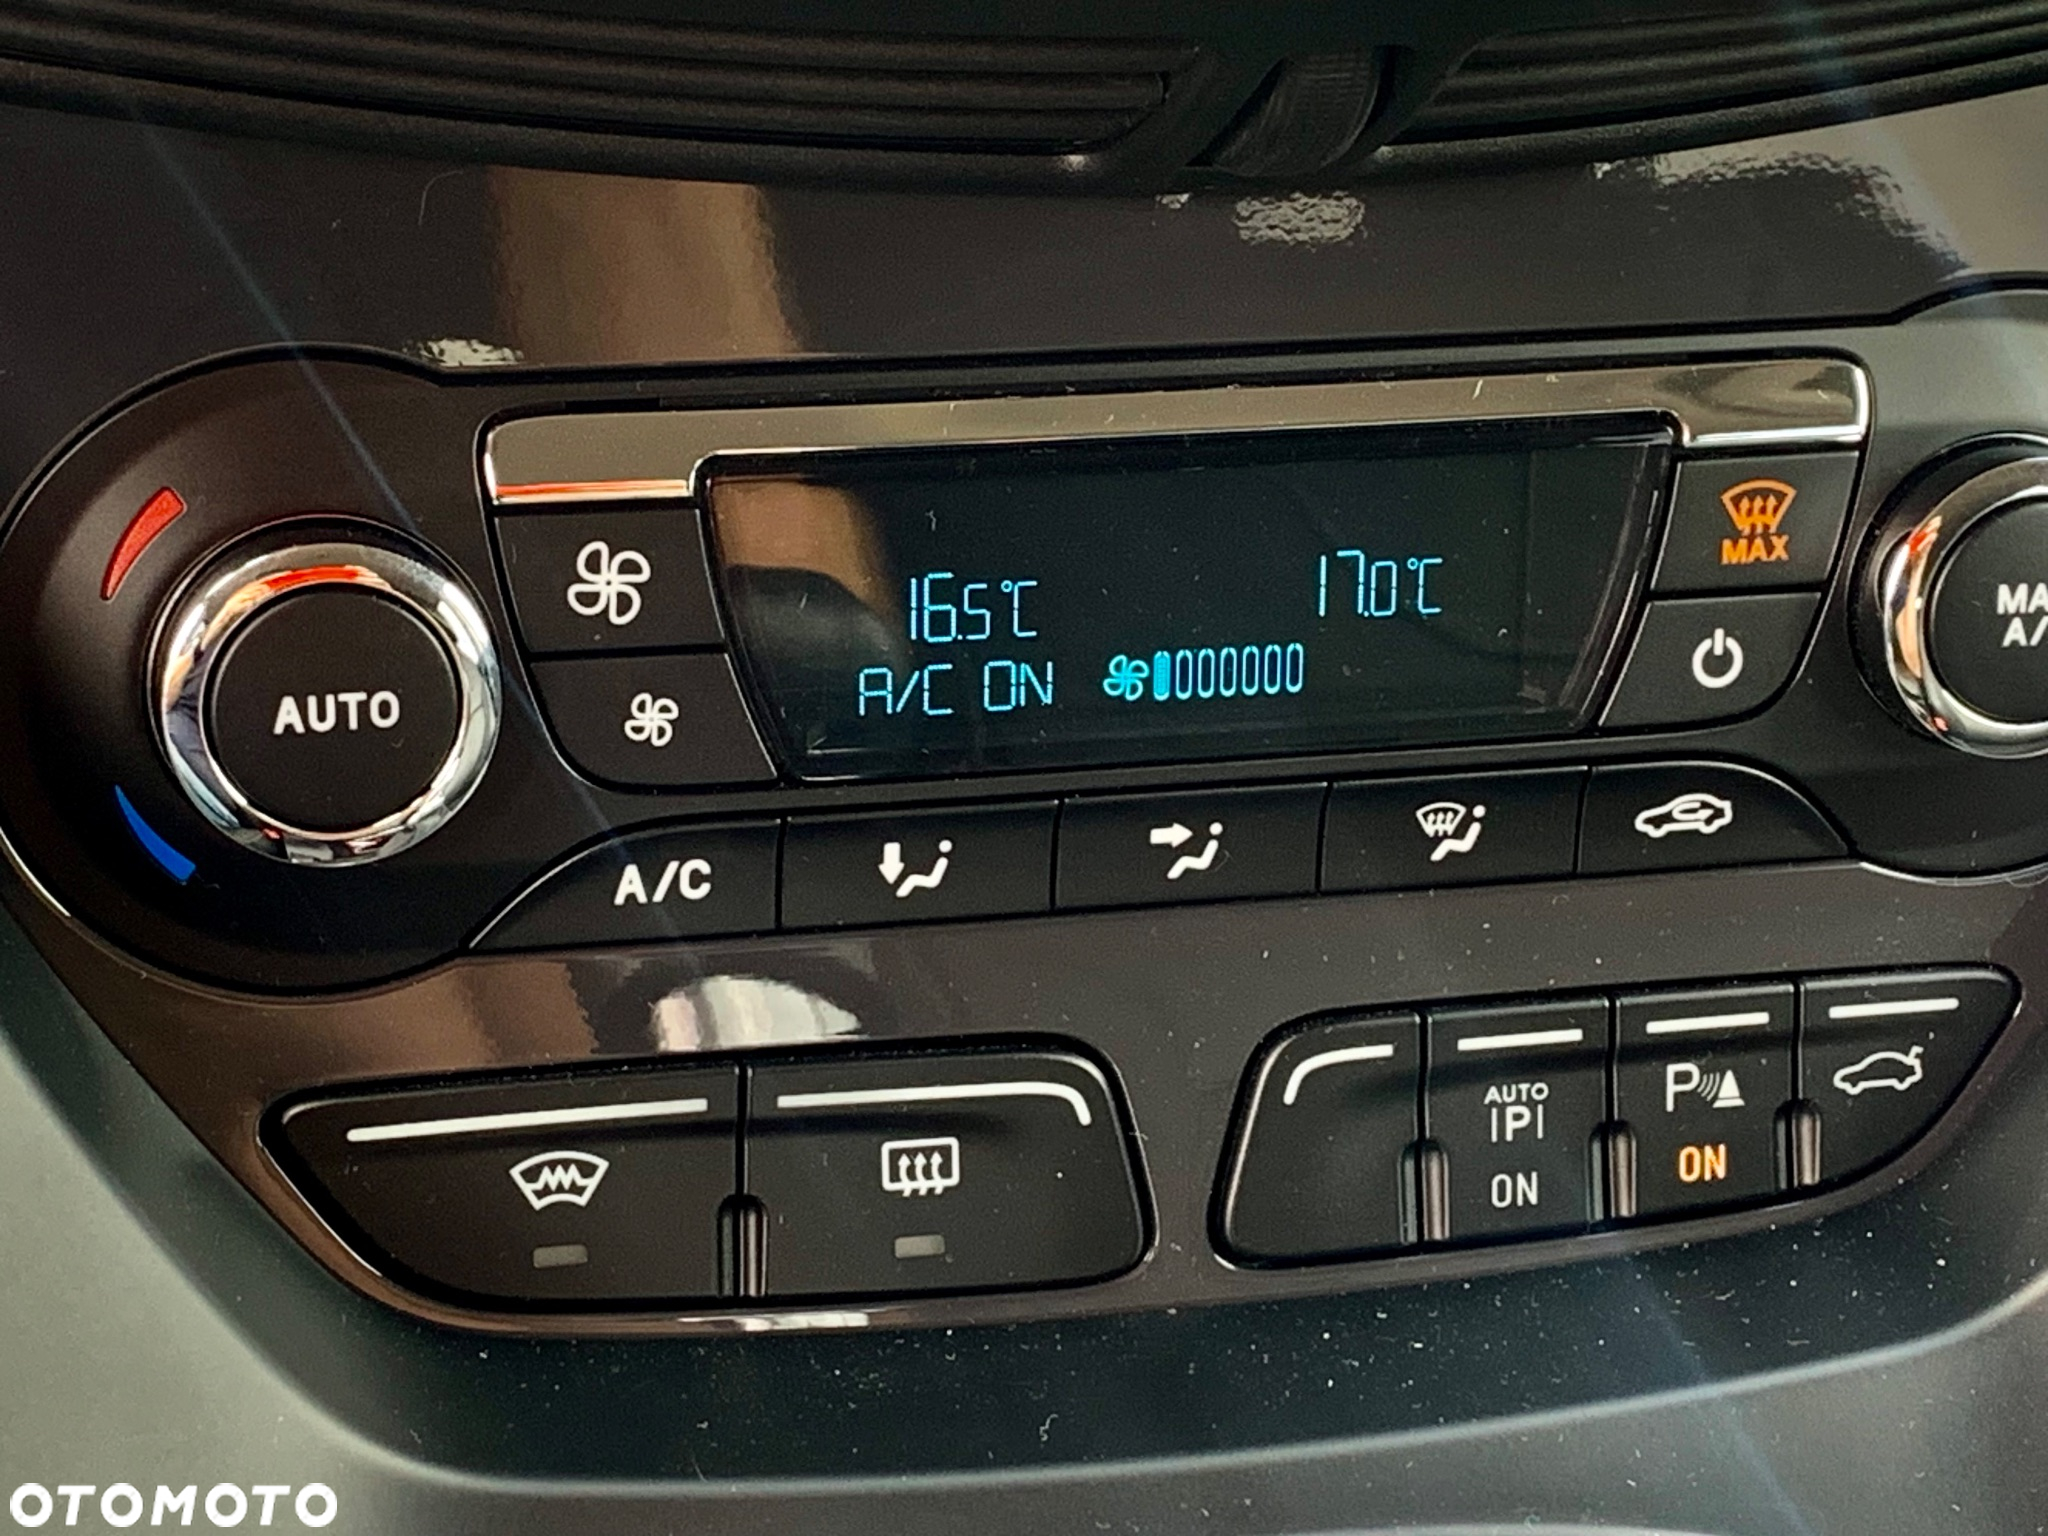 MAX
16.5°C 17.0°C
A/C ON
AUTO
A/C
AUTO
P
ON
P
ON
OTOMOTO